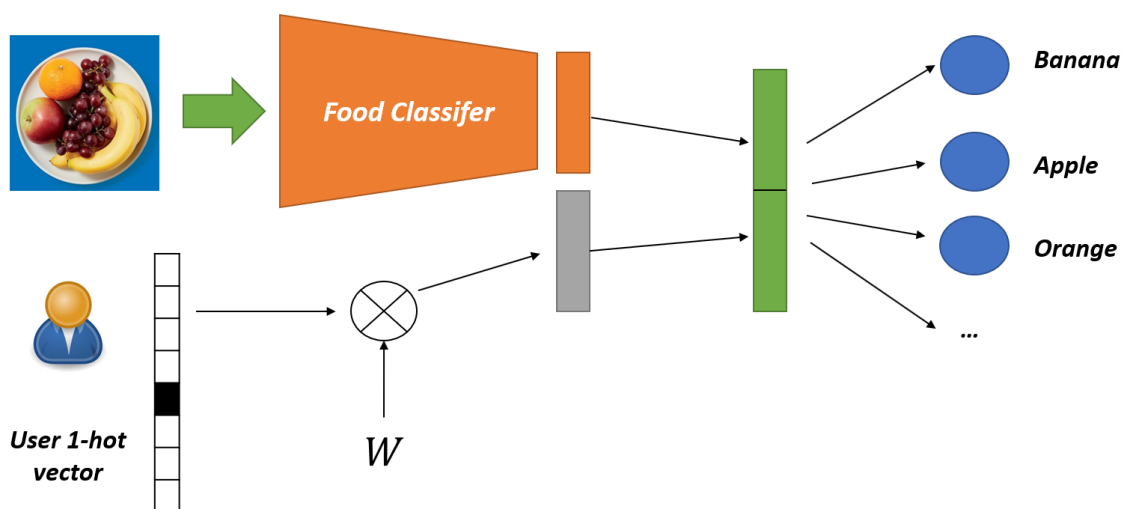 Food Classifer
User 1-hot
vector
W
Banana
Apple
Orange
...